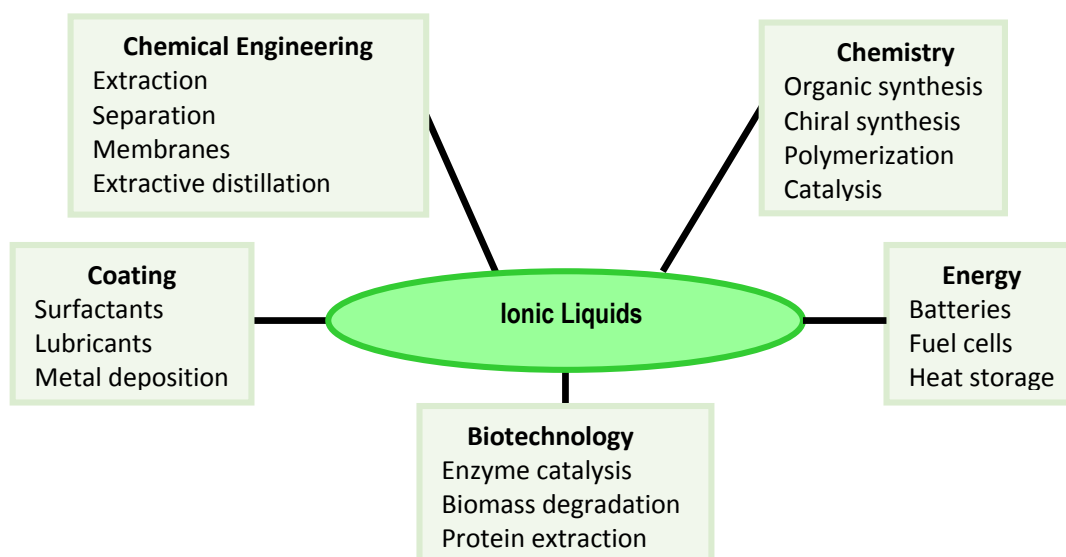 Chemical Engineering
Extraction
Separation
Membranes
Extractive distillation
Chemistry
Organic synthesis
Chiral synthesis
Polymerization
Catalysis
Coating
Surfactants
Lubricants
Metal deposition
Ionic Liquids
Energy
Batteries
Fuel cells
Heat storage
Biotechnology
Enzyme catalysis
Biomass degradation
Protein extraction